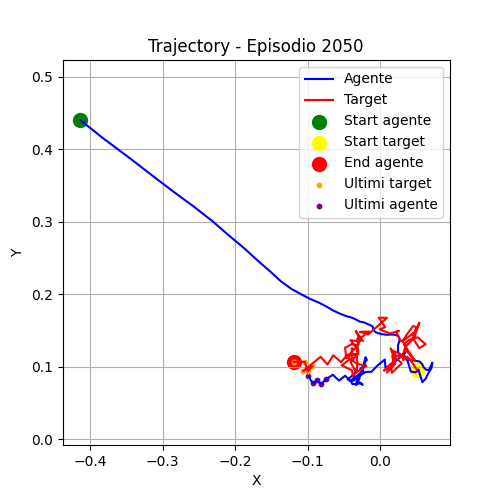 Trajectory - Episodio 2050
Agente
Target
Start agente
Start target
End agente
Ultimi target
Ultimi agente
0.5
0.4
0.3
0.2
0.1
0.0
Y
−0.4
−0.3
−0.2
−0.1
0.0
X